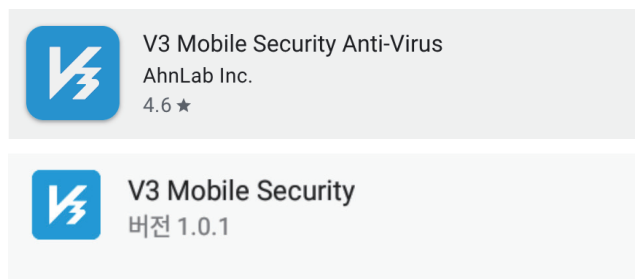 V3 Mobile Security Anti-Virus
AhnLab Inc.
4.6 ★
V3 Mobile Security
버전 1.0.1